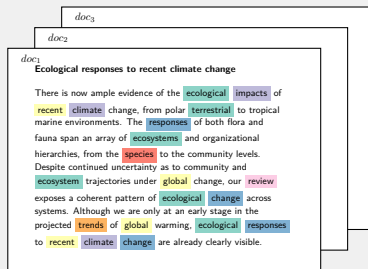 doc3
doc2
doc1
Ecological responses to recent climate change
There is now ample evidence of the ecological impacts of
recent climate change, from polar terrestrial to tropical
marine environments. The responses of both flora and
fauna span an array of ecosystems and organizational
hierarchies, from the species to the community levels.
Despite continued uncertainty as to community and
ecosystem trajectories under global change, our review
exposes a coherent pattern of ecological change across
systems. Although we are only at an early stage in the
projected trends of global warming, ecological responses
to recent climate change are already clearly visible.